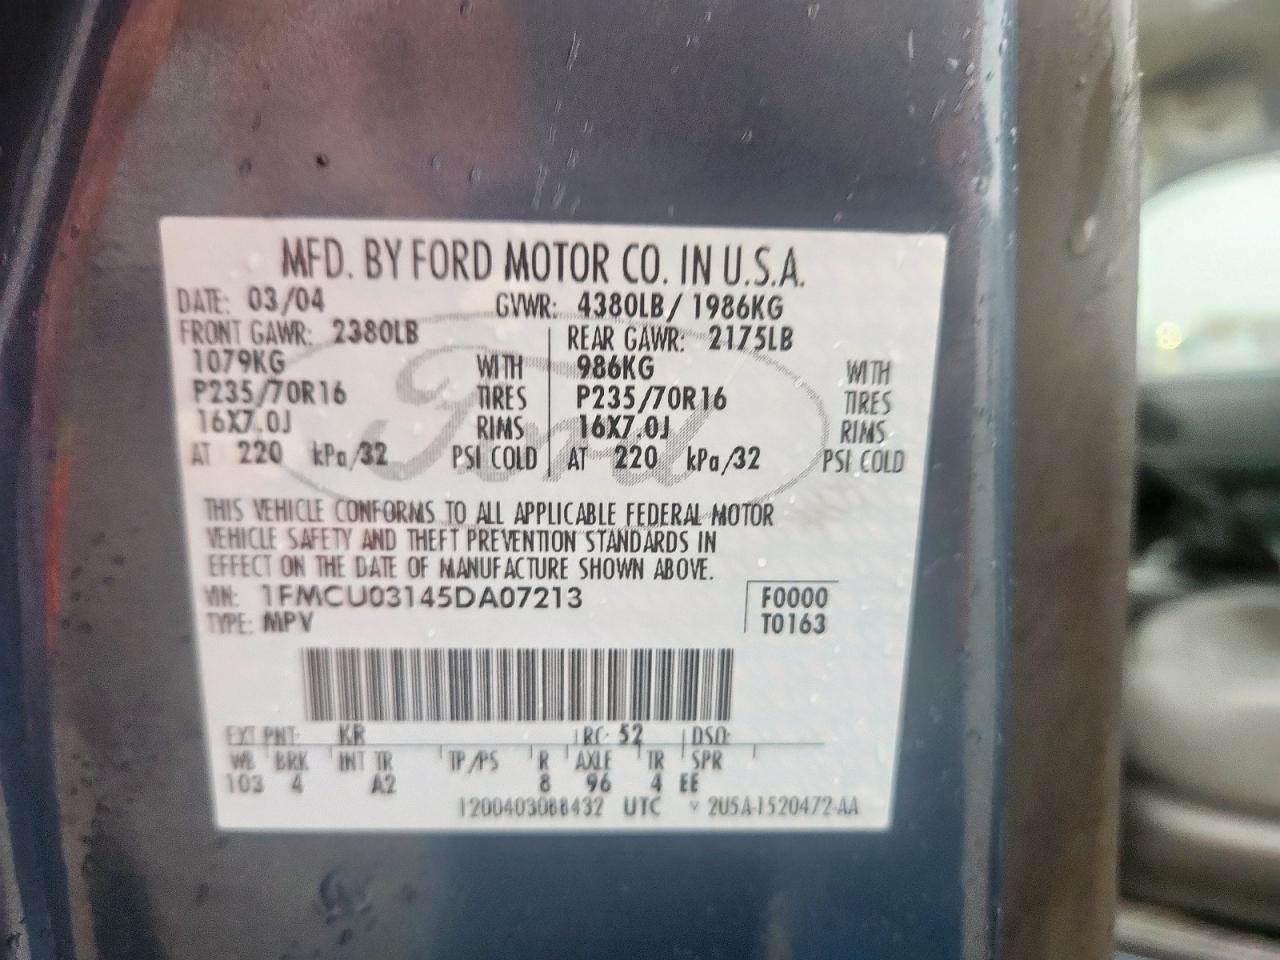 MFD. BY FORD MOTOR CO. IN U.S.A.
DATE: 03/04 GVWR: 4380LB/ 1986KG
FRONT GAWR: 2380LB REAR GAWR: 2175LB
1079KG WITH 986KG WITH
P235/70R16 TIRES P235/70R16 TIRES
16X7.0J RIMS 16X7.0J RIMS
AT 220 kPa/32 PSI COLD AT 220 kPa/32 PSI COLD
Ford
THIS VEHICLE CONFORMS TO ALL APPLICABLE FEDERAL MOTOR
VEHICLE SAFETY AND THEFT PREVENTION STANDARDS IN
EFFECT ON THE DATE OF MANUFACTURE SHOWN ABOVE.
VIN: 1FMCU03145DA07213 F0000
TYPE: MPV T0163
EXT PNT: KR RC: 52 DSO:
WB BRK INT TR TP/PS R AXLE TR SPR
103 4 A2 8 96 4 EE
1200403088432 UTC 2U5A-1520472-AA